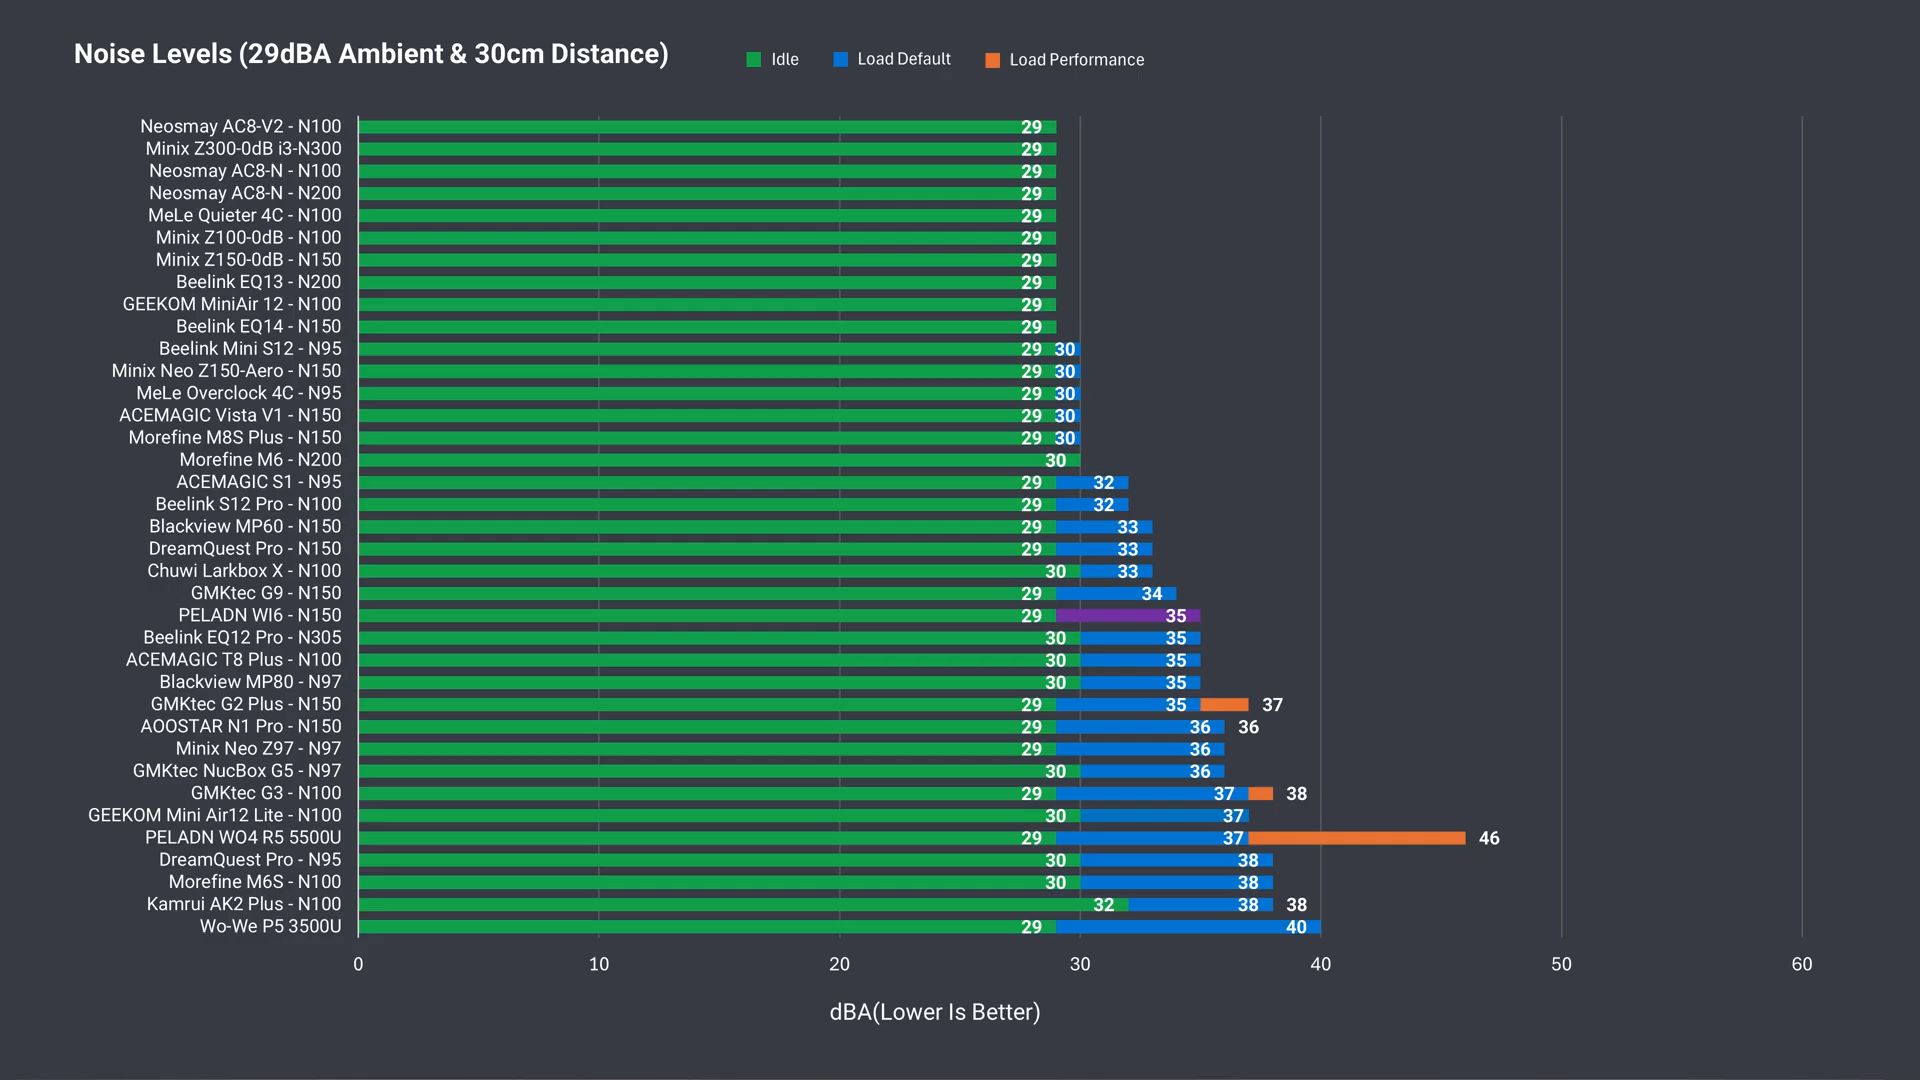 Noise Levels (29dBA Ambient & 30cm Distance)
Idle
Load Default
Load Performance
Neosmay AC8-V2 - N100 29
Minix Z300-0dB i3-N300 29
Neosmay AC8-N - N100 29
Neosmay AC8-N - N200 29
MeLe Quieter 4C - N100 29
Minix Z100-0dB - N100 29
Minix Z150-0dB - N150 29
Beelink EQ13 - N200 29
GEEKOM MiniAir 12 - N100 29
Beelink EQ14 - N150 29
Beelink Mini S12 - N95 29 30
Minix Neo Z150-Aero - N150 29 30
MeLe Overclock 4C - N95 29 30
ACEMAGIC Vista V1 - N150 29 30
Morefine M8S Plus - N150 29 30
Morefine M6 - N200 30
ACEMAGIC S1 - N95 29 32
Beelink S12 Pro - N100 29 32
Blackview MP60 - N150 29 33
DreamQuest Pro - N150 29 33
Chuwi Larkbox X - N100 30 33
GMKtec G9 - N150 29 34
PELADN WI6 - N150 29 35
Beelink EQ12 Pro - N305 30 35
ACEMAGIC T8 Plus - N100 30 35
Blackview MP80 - N97 30 35
GMKtec G2 Plus - N150 29 35 37
AOOSTAR N1 Pro - N150 29 36 36
Minix Neo Z97 - N97 29 36
GMKtec NucBox G5 - N97 30 36
GMKtec G3 - N100 29 37 38
GEEKOM Mini Air12 Lite - N100 30 37
PELADN WO4 R5 5500U 29 37 46
DreamQuest Pro - N95 30 38
Morefine M6S - N100 30 38
Kamrui AK2 Plus - N100 32 38 38
Wo-We P5 3500U 29 40
0 10 20 30 40 50 60
dBA(Lower Is Better)